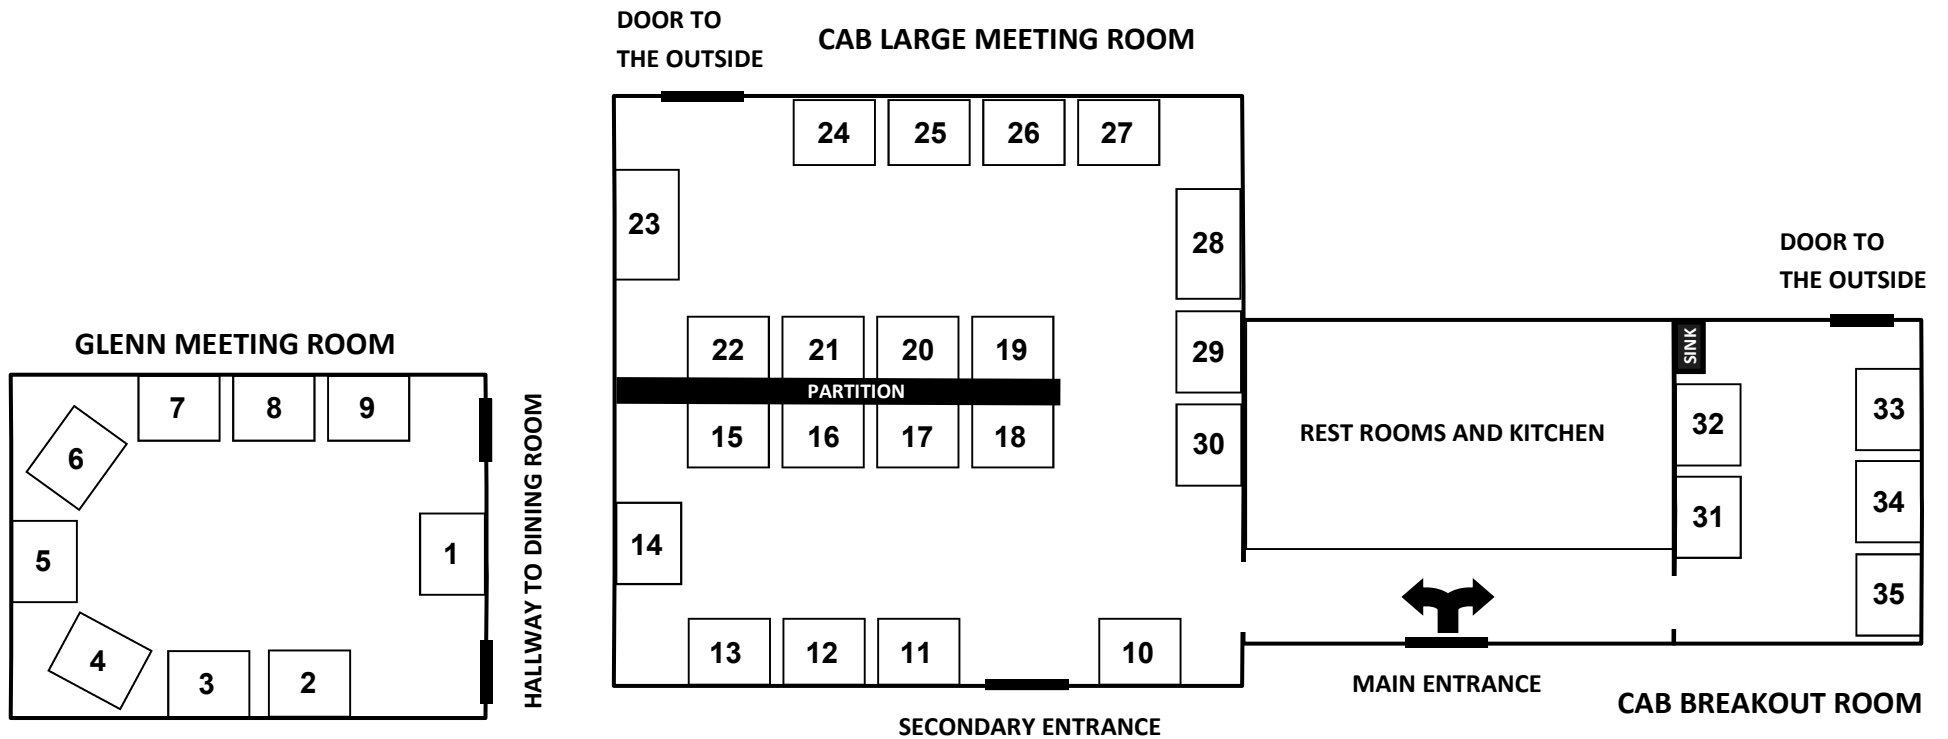 DOOR TO
THE OUTSIDE
CAB LARGE MEETING ROOM
24 25 26 27
23
28
DOOR TO
THE OUTSIDE
GLENN MEETING ROOM
22 21 20 19
29
SINK
PARTITION
7 8 9
HALLWAY TO DINING ROOM
15 16 17 18
30
REST ROOMS AND KITCHEN
32
33
6
34
31
14
5
1
35
13 12 11 10
4
3 2
MAIN ENTRANCE
CAB BREAKOUT ROOM
SECONDARY ENTRANCE